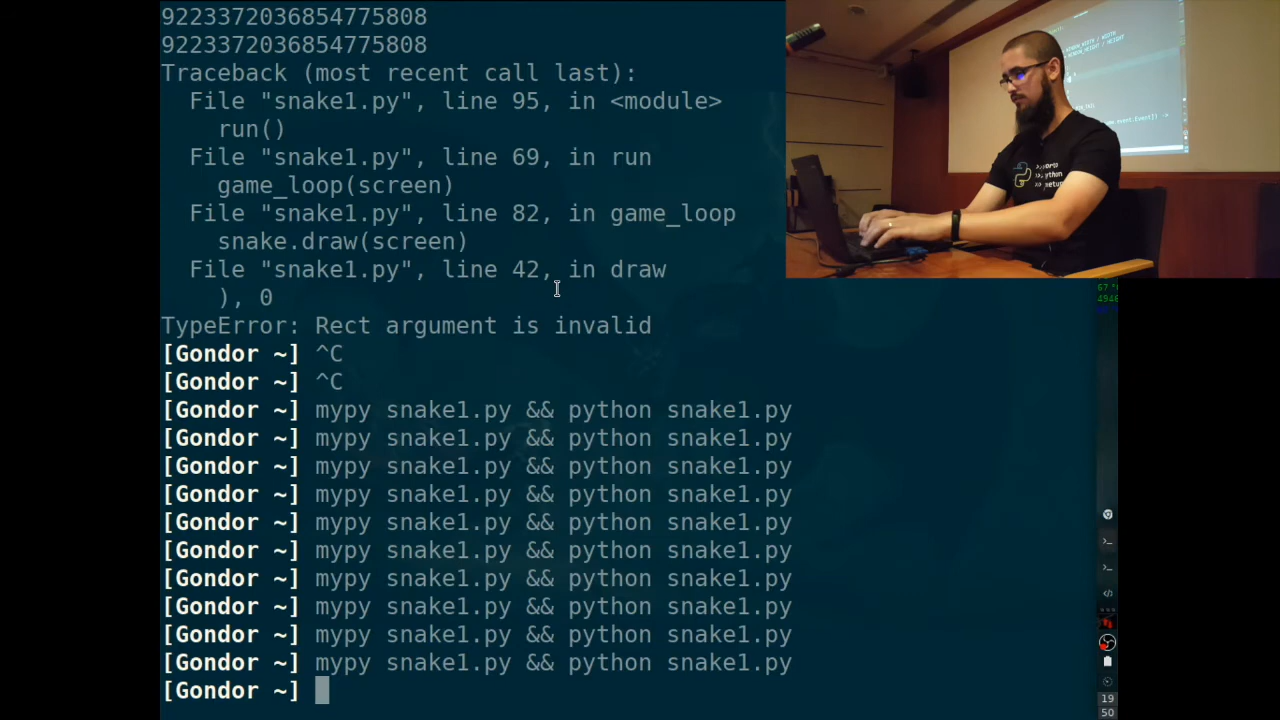 9223372036854775808
9223372036854775808
Traceback (most recent call last):
  File "snake1.py", line 95, in <module>
    run()
  File "snake1.py", line 69, in run
    game_loop(screen)
  File "snake1.py", line 82, in game_loop
    snake.draw(screen)
  File "snake1.py", line 42, in draw
    ), 0
TypeError: Rect argument is invalid
[Gondor ~] ^C
[Gondor ~] ^C
[Gondor ~] mypy snake1.py && python snake1.py
[Gondor ~] mypy snake1.py && python snake1.py
[Gondor ~] mypy snake1.py && python snake1.py
[Gondor ~] mypy snake1.py && python snake1.py
[Gondor ~] mypy snake1.py && python snake1.py
[Gondor ~] mypy snake1.py && python snake1.py
[Gondor ~] mypy snake1.py && python snake1.py
[Gondor ~] mypy snake1.py && python snake1.py
[Gondor ~] mypy snake1.py && python snake1.py
[Gondor ~] mypy snake1.py && python snake1.py
[Gondor ~]
67
4946
19
50